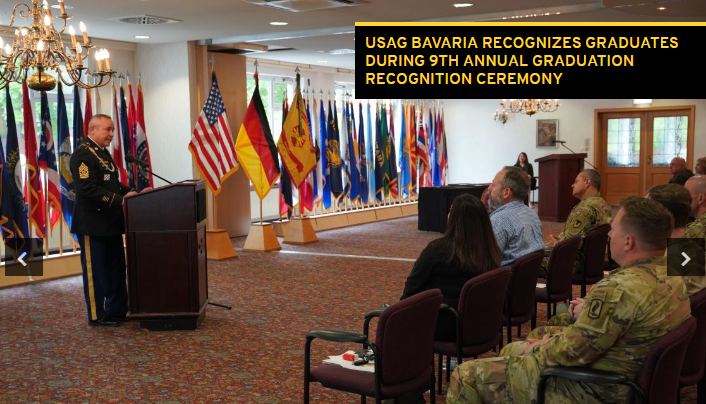 USAG BAVARIA RECOGNIZES GRADUATES
DURING 9TH ANNUAL GRADUATION
RECOGNITION CEREMONY